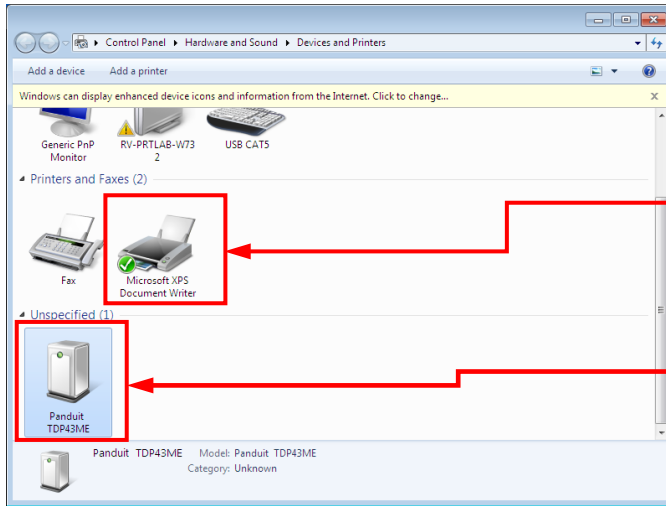 Control Panel Hardware and Sound Devices and Printers
Add a device Add a printer
Windows can display enhanced device icons and information from the Internet. Click to change...
Generic PnP
Monitor
RV-PRTLAB-W73
2
USB CAT5
Printers and Faxes (2)
Fax
Microsoft XPS
Document Writer
Unspecified (1)
Panduit
TDP43ME
Panduit TDP43ME Model: Panduit TDP43ME
Category: Unknown